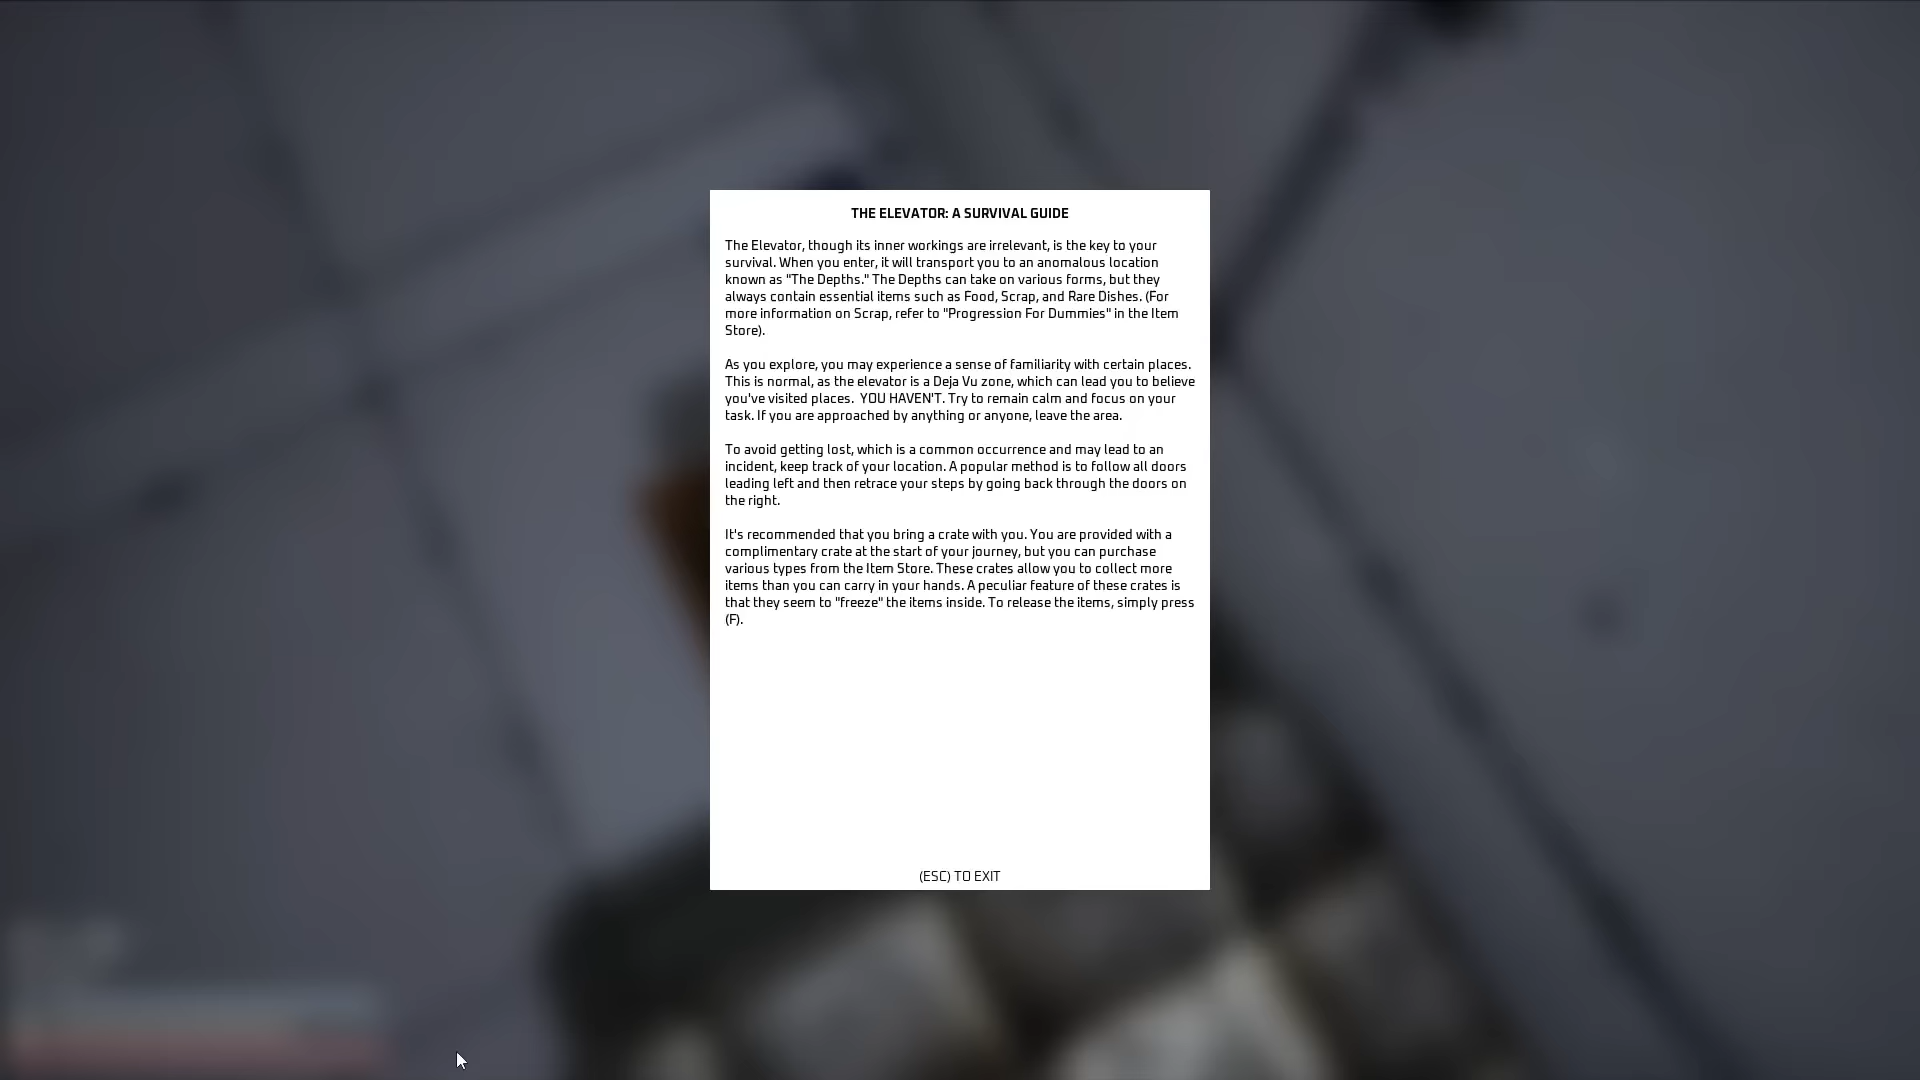 THE ELEVATOR: A SURVIVAL GUIDE
The Elevator, though its inner workings are irrelevant, is the key to your
survival. When you enter, it will transport you to an anomalous location
known as "The Depths." The Depths can take on various forms, but they
always contain essential items such as Food, Scrap, and Rare Dishes. (For
more information on Scrap, refer to "Progression For Dummies" in the Item
Store).
As you explore, you may experience a sense of familiarity with certain places.
This is normal, as the elevator is a Deja Vu zone, which can lead you to believe
you've visited places.  YOU HAVEN'T. Try to remain calm and focus on your
task. If you are approached by anything or anyone, leave the area.
To avoid getting lost, which is a common occurrence and may lead to an
incident, keep track of your location. A popular method is to follow all doors
leading left and then retrace your steps by going back through the doors on
the right.
It's recommended that you bring a crate with you. You are provided with a
complimentary crate at the start of your journey, but you can purchase
various types from the Item Store. These crates allow you to collect more
items than you can carry in your hands. A peculiar feature of these crates is
that they seem to "freeze" the items inside. To release the items, simply press
(F).
(ESC) TO EXIT